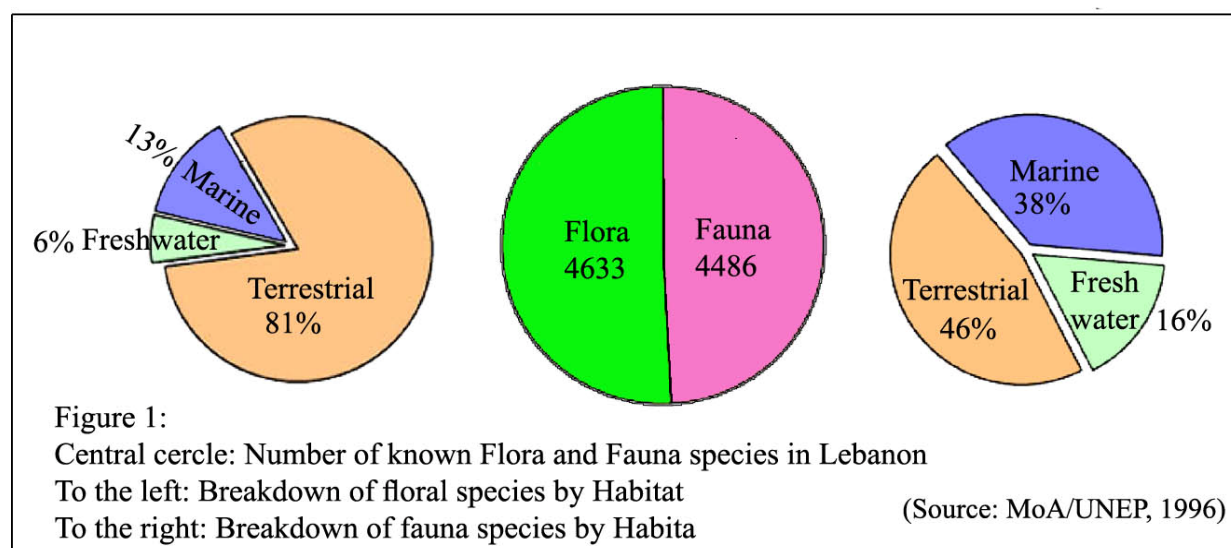 13%
Marine
6% Freshwater
Terrestrial
81%
Flora
4633
Fauna
4486
Marine
38%
Terrestrial
46%
Fresh
water 16%
Figure 1:
Central cercle: Number of known Flora and Fauna species in Lebanon
To the left: Breakdown of floral species by Habitat
To the right: Breakdown of fauna species by Habita
(Source: MoA/UNEP, 1996)